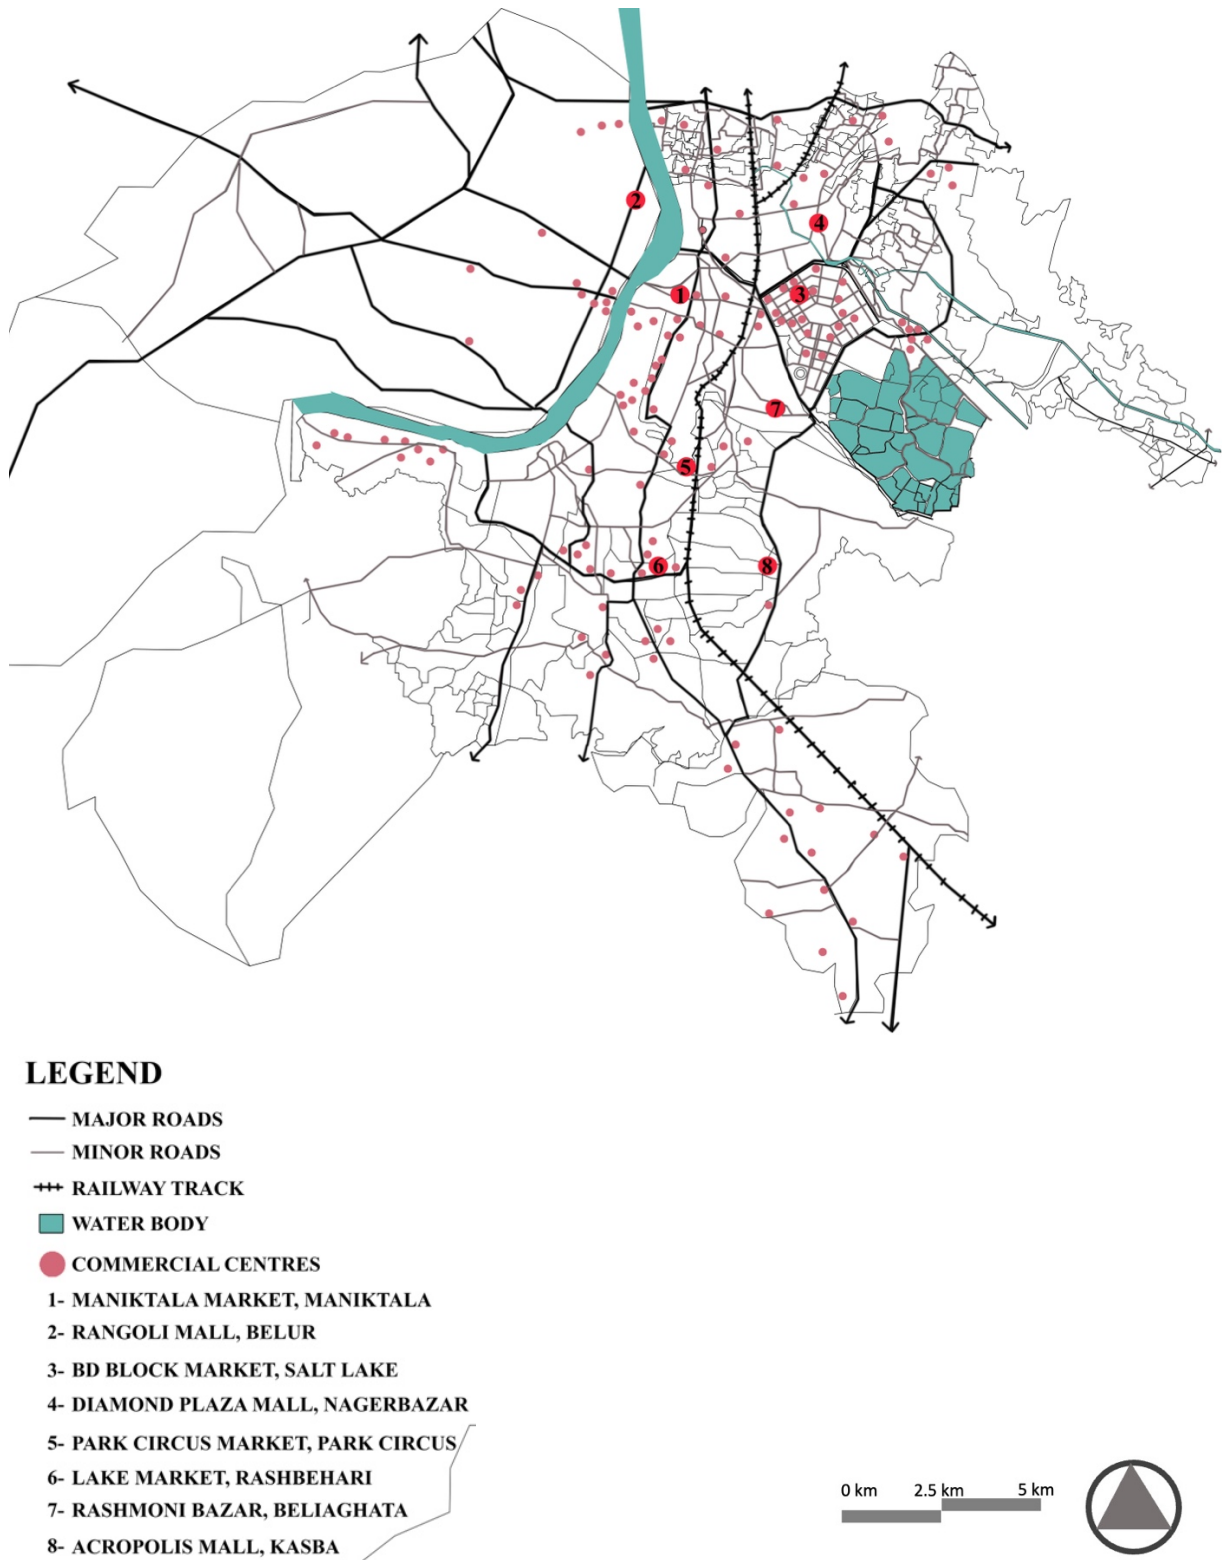 2
4
1
3
7
5
6
8
LEGEND
MAJOR ROADS
MINOR ROADS
RAILWAY TRACK
WATER BODY
COMMERCIAL CENTRES
1- MANIKTALA MARKET, MANIKTALA
2- RANGOLI MALL, BELUR
3- BD BLOCK MARKET, SALT LAKE
4- DIAMOND PLAZA MALL, NAGERBAZAR
5- PARK CIRCUS MARKET, PARK CIRCUS
6- LAKE MARKET, RASHBEHARI
7- RASHMONI BAZAR, BELIAGHATA
8- ACROPOLIS MALL, KASBA
0 km 2.5 km 5 km